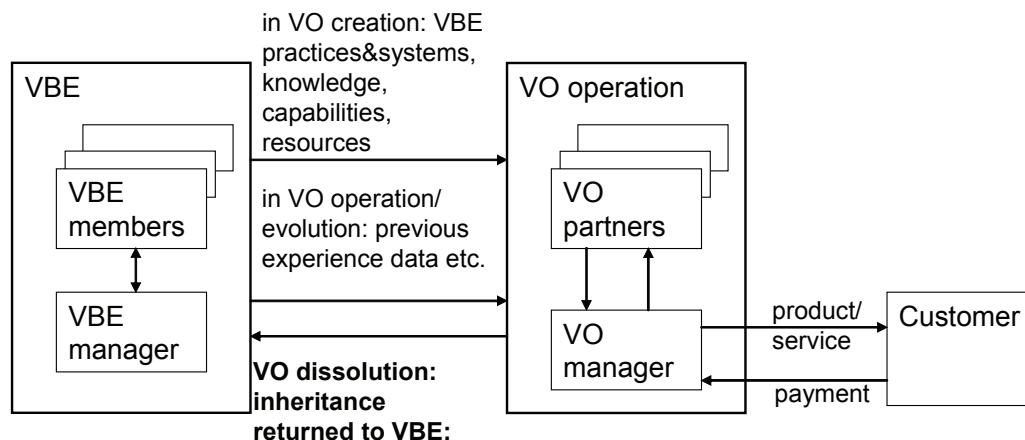 in VO creation: VBE
practices&systems,
knowledge,
capabilities,
resources
VBE
VO operation
VBE
members
in VO operation/
evolution: previous
experience data etc.
VO
partners
VBE
manager
VO
manager
product/
service
Customer
payment
VO dissolution:
inheritance
returned to VBE: